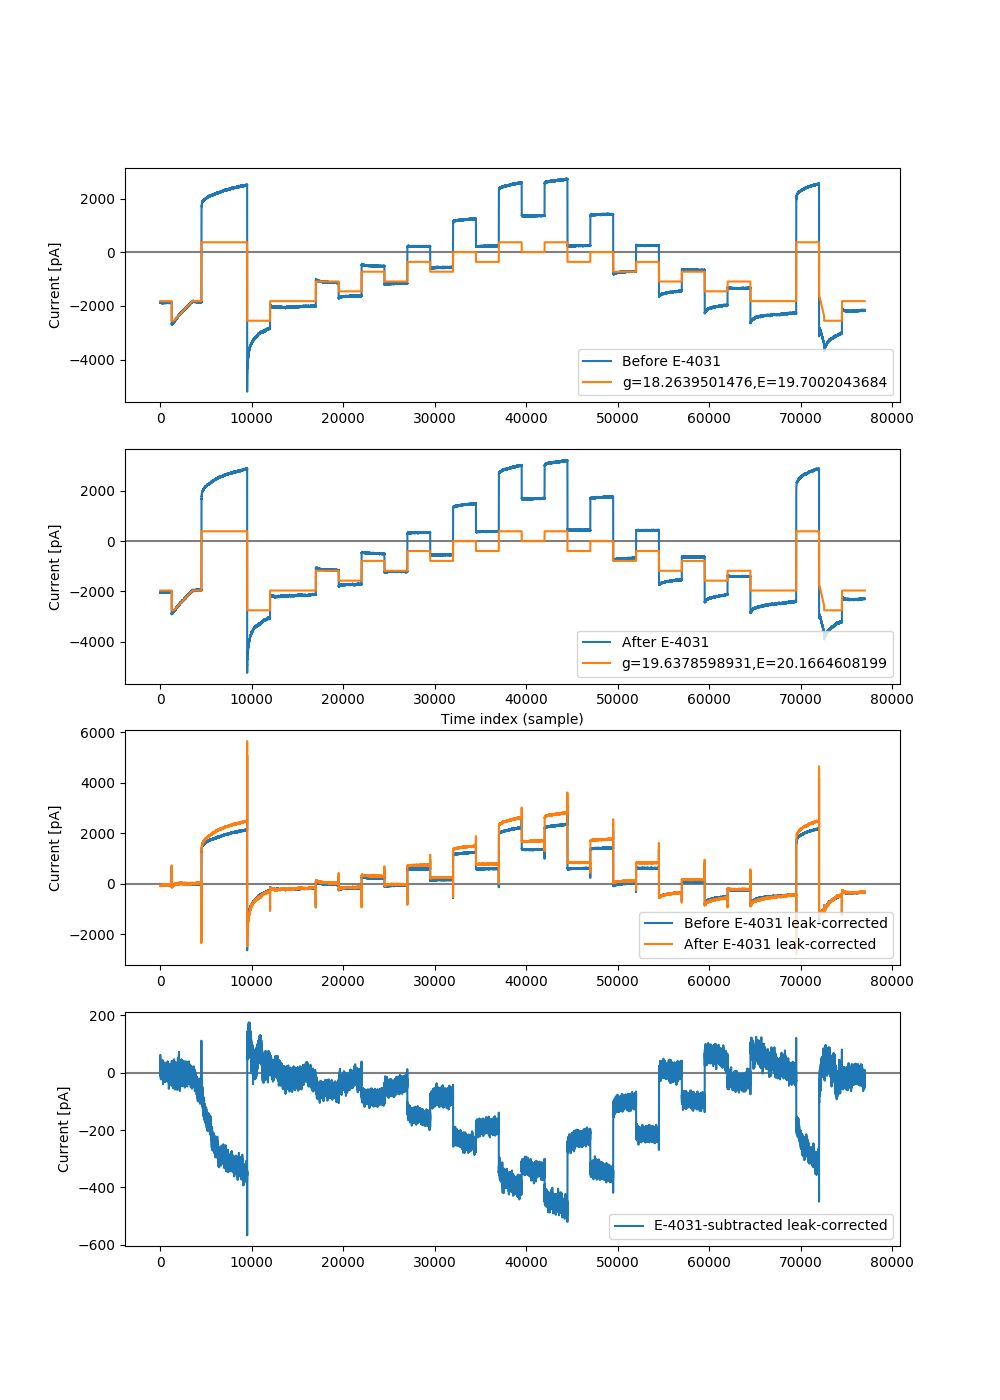 2000
0
−2000
−4000
Current [pA]
Before E-4031
g=18.2639501476,E=19.7002043684
0 10000 20000 30000 40000 50000 60000 70000 80000
2000
0
−2000
−4000
Current [pA]
After E-4031
g=19.6378598931,E=20.1664608199
0 10000 20000 30000 40000 50000 60000 70000 80000
Time index (sample)
6000
4000
2000
0
−2000
Current [pA]
Before E-4031 leak-corrected
After E-4031 leak-corrected
0 10000 20000 30000 40000 50000 60000 70000 80000
200
0
−200
−400
−600
Current [pA]
E-4031-subtracted leak-corrected
0 10000 20000 30000 40000 50000 60000 70000 80000